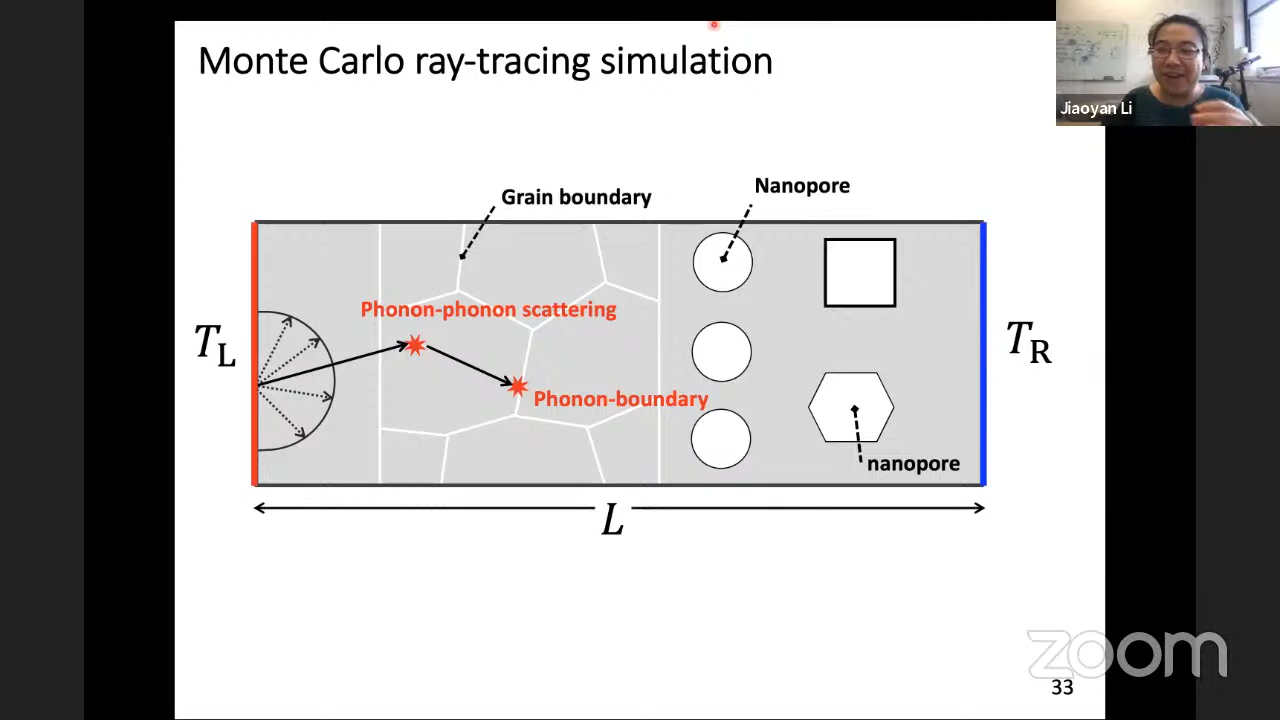 Monte Carlo ray-tracing simulation
Jiaoyan Li
Grain boundary
Nanopore
Phonon-phonon scattering
T_L
T_R
Phonon-boundary
nanopore
L
zoom
33